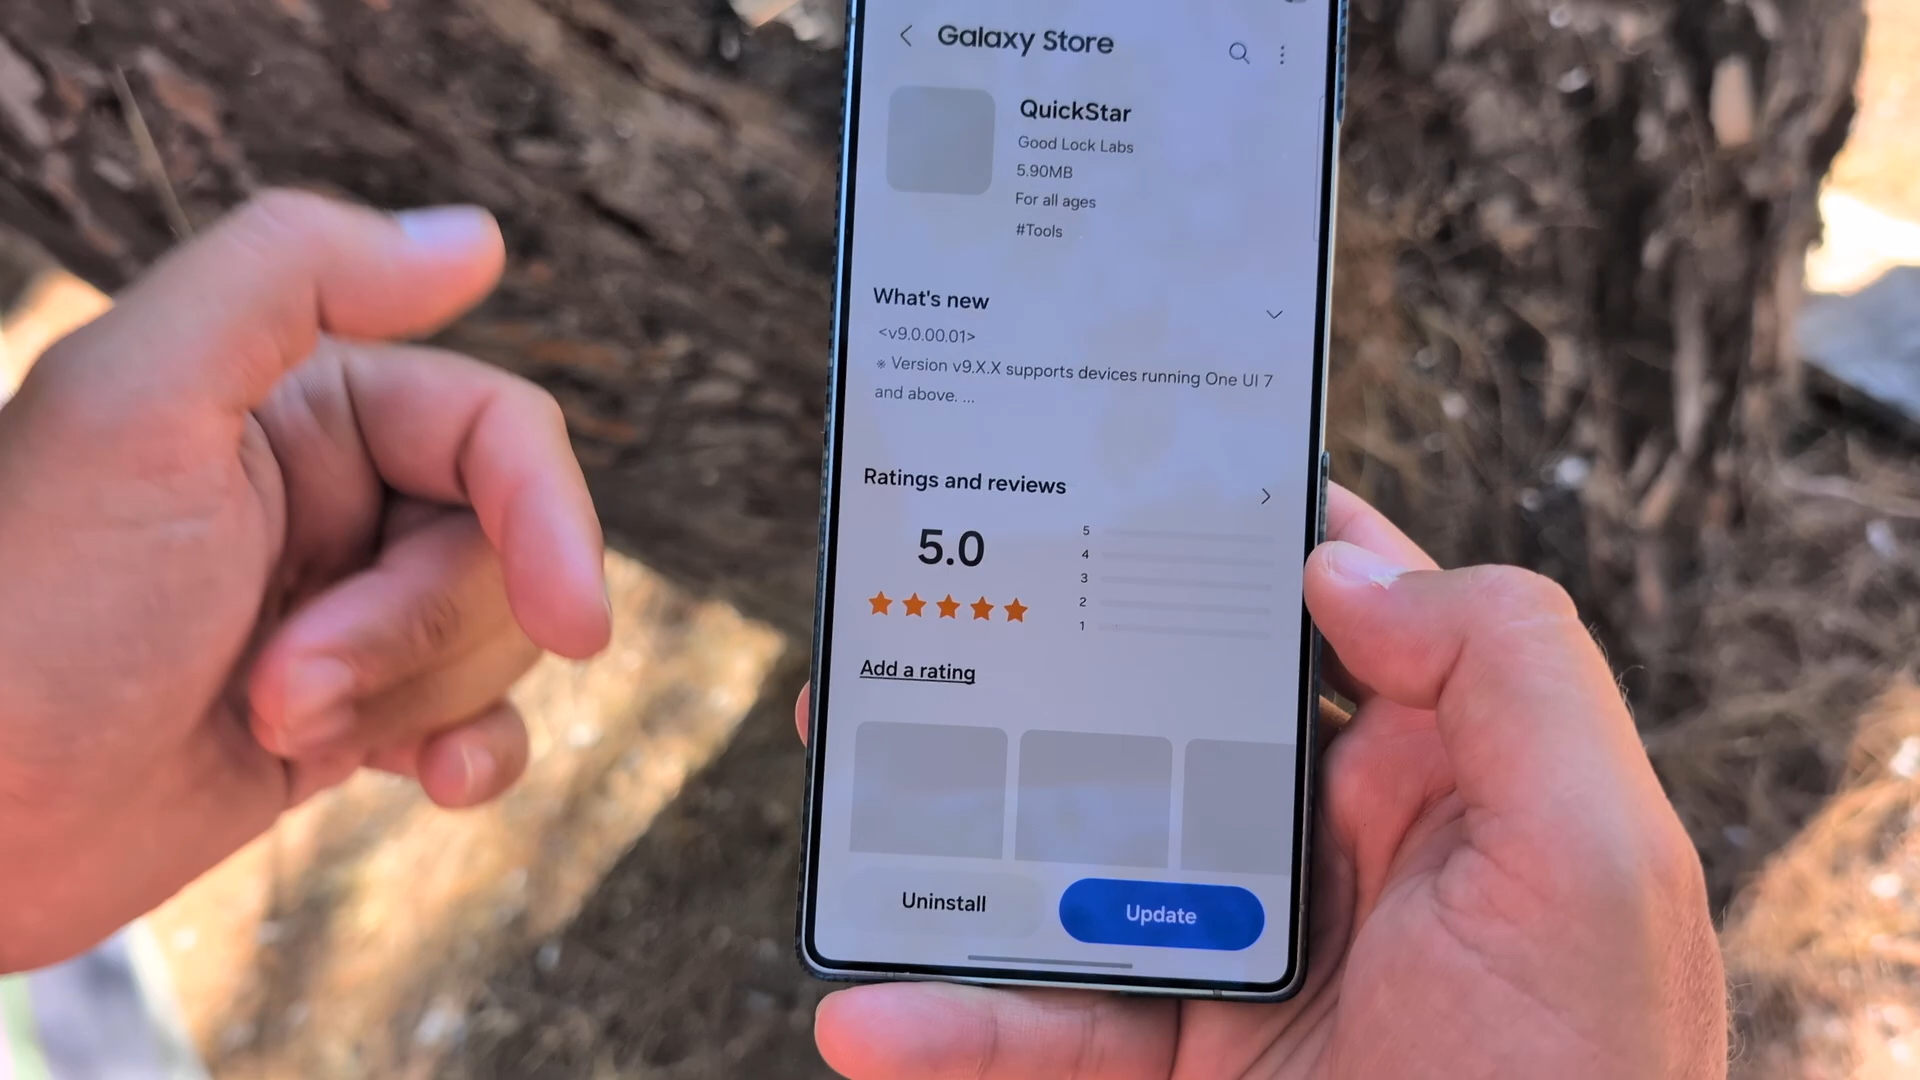 Galaxy Store
QuickStar
Good Lock Labs
5.90MB
For all ages
#Tools
What's new
<v9.0.00.01>
※ Version v9.X.X supports devices running One UI 7
and above. ...
Ratings and reviews
5.0
5
4
3
2
1
Add a rating
Uninstall
Update